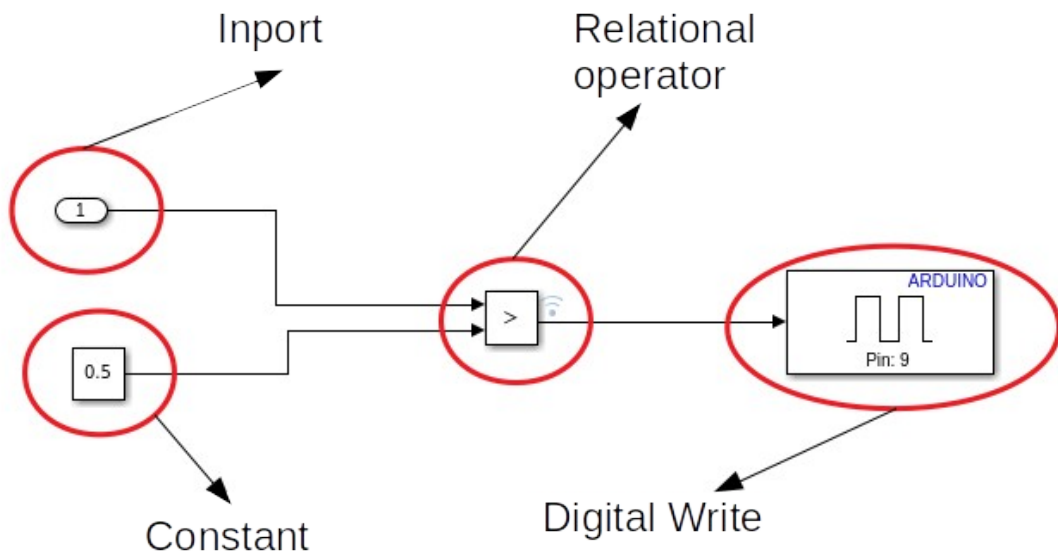 Inport
Relational
operator
1
>
ARDUINO
Pin: 9
0.5
Constant
Digital Write